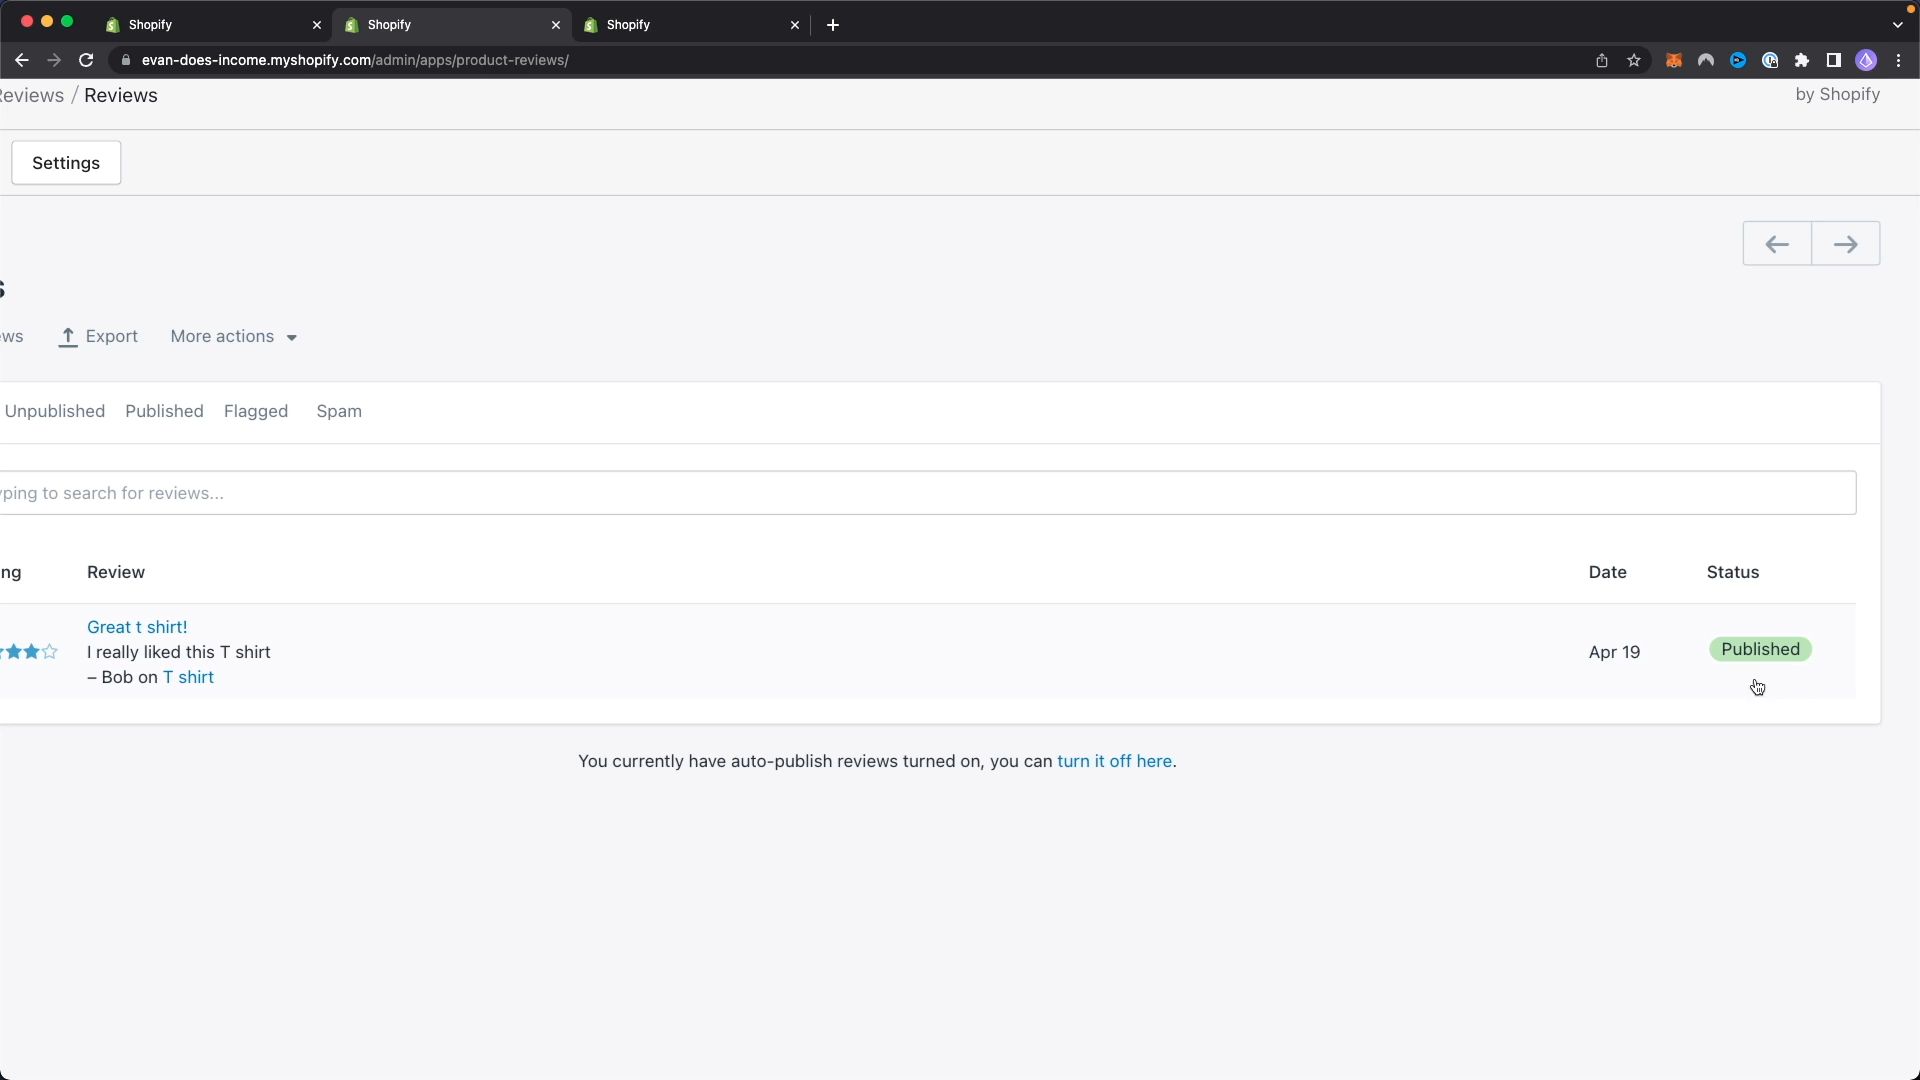 Shopify
Shopify
Shopify
evan-does-income.myshopify.com/admin/apps/product-reviews/
eviews / Reviews
by Shopify
Settings
s
ews
Export
More actions
Unpublished
Published
Flagged
Spam
ping to search for reviews...
ng
Review
Date
Status
Great t shirt!
I really liked this T shirt
– Bob on T shirt
Apr 19
Published
You currently have auto-publish reviews turned on, you can turn it off here.